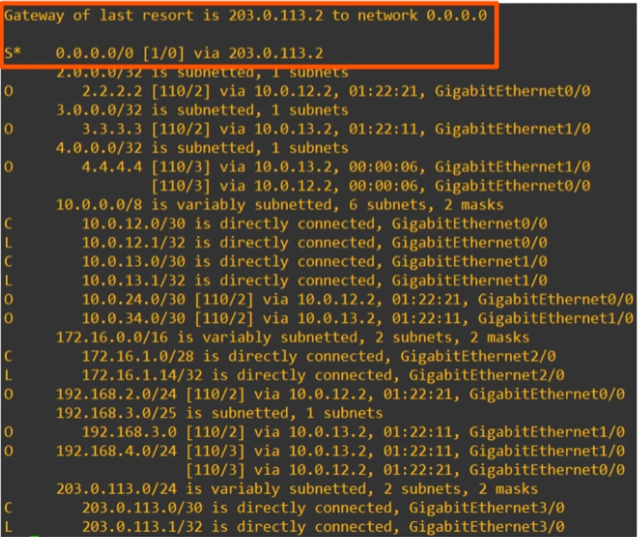 Gateway of last resort is 203.0.113.2 to network 0.0.0.0
S*    0.0.0.0/0 [1/0] via 203.0.113.2
      2.0.0.0/32 is subnetted, 1 subnets
O        2.2.2.2 [110/2] via 10.0.12.2, 01:22:21, GigabitEthernet0/0
      3.0.0.0/32 is subnetted, 1 subnets
O        3.3.3.3 [110/2] via 10.0.13.2, 01:22:11, GigabitEthernet1/0
      4.0.0.0/32 is subnetted, 1 subnets
O        4.4.4.4 [110/3] via 10.0.13.2, 00:00:06, GigabitEthernet1/0
                 [110/3] via 10.0.12.2, 00:00:06, GigabitEthernet0/0
      10.0.0.0/8 is variably subnetted, 6 subnets, 2 masks
C        10.0.12.0/30 is directly connected, GigabitEthernet0/0
L        10.0.12.1/32 is directly connected, GigabitEthernet0/0
C        10.0.13.0/30 is directly connected, GigabitEthernet1/0
L        10.0.13.1/32 is directly connected, GigabitEthernet1/0
O        10.0.24.0/30 [110/2] via 10.0.12.2, 01:22:21, GigabitEthernet0/0
O        10.0.34.0/30 [110/2] via 10.0.13.2, 01:22:11, GigabitEthernet1/0
      172.16.0.0/16 is variably subnetted, 2 subnets, 2 masks
C        172.16.1.0/28 is directly connected, GigabitEthernet2/0
L        172.16.1.14/32 is directly connected, GigabitEthernet2/0
O     192.168.2.0/24 [110/2] via 10.0.12.2, 01:22:21, GigabitEthernet0/0
      192.168.3.0/25 is subnetted, 1 subnets
O        192.168.3.0 [110/2] via 10.0.13.2, 01:22:11, GigabitEthernet1/0
O     192.168.4.0/24 [110/3] via 10.0.13.2, 01:22:11, GigabitEthernet1/0
                     [110/3] via 10.0.12.2, 01:22:21, GigabitEthernet0/0
      203.0.113.0/24 is variably subnetted, 2 subnets, 2 masks
C        203.0.113.0/30 is directly connected, GigabitEthernet3/0
L        203.0.113.1/32 is directly connected, GigabitEthernet3/0